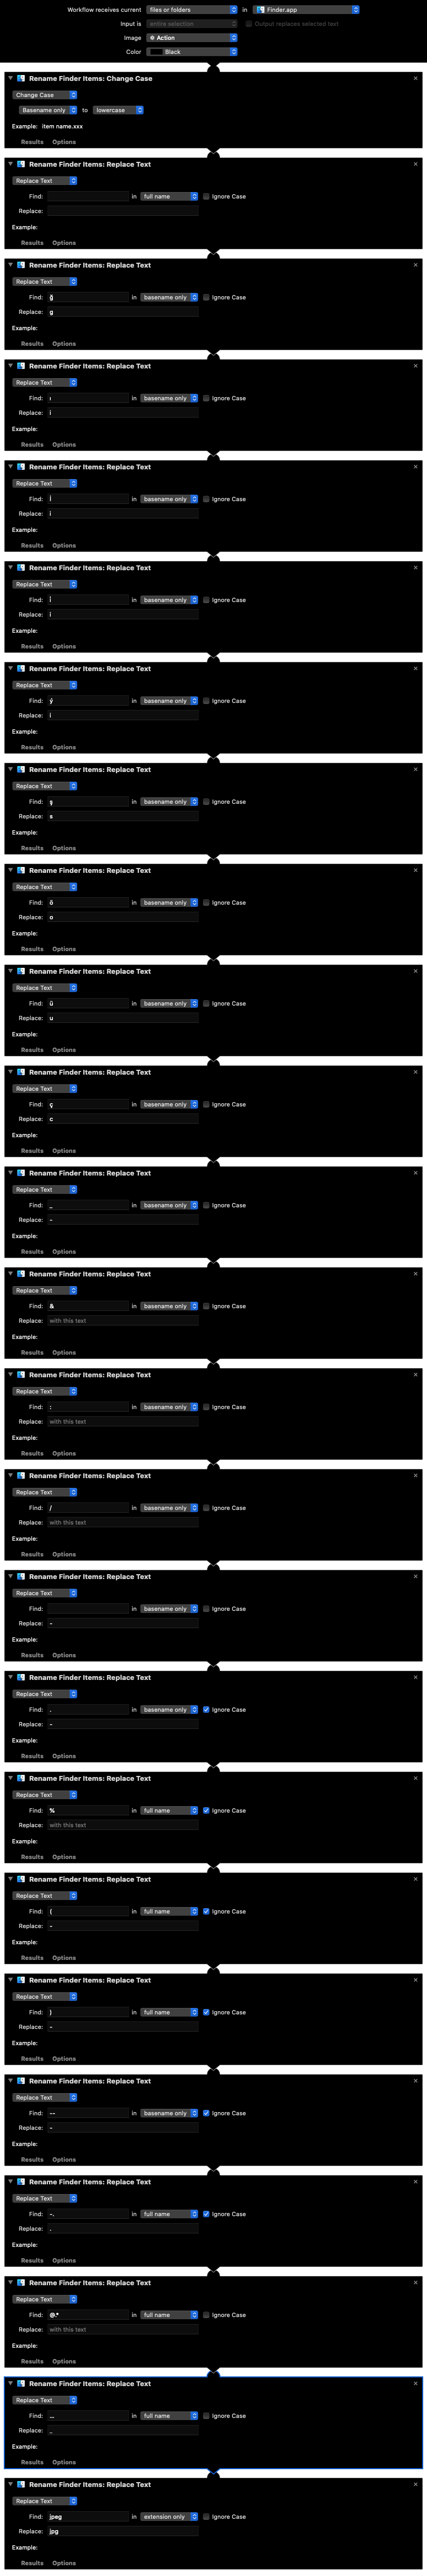 Workflow receives current files or folders in Finder.app
Input is entire selection Output replaces selected text
Image Action
Color Black
Rename Finder Items: Change Case
Change Case
Basename only to lowercase
Example: item name.xxx
Results Options
Rename Finder Items: Replace Text
Replace Text
Find: in full name Ignore Case
Replace:
Example:
Results Options
Rename Finder Items: Replace Text
Replace Text
Find: ğ in basename only Ignore Case
Replace: g
Example:
Results Options
Rename Finder Items: Replace Text
Replace Text
Find: ı in basename only Ignore Case
Replace: i
Example:
Results Options
Rename Finder Items: Replace Text
Replace Text
Find: in basename only Ignore Case
Replace: i
Example:
Results Options
Rename Finder Items: Replace Text
Replace Text
Find: in basename only Ignore Case
Replace: i
Example:
Results Options
Rename Finder Items: Replace Text
Replace Text
Find: ý in basename only Ignore Case
Replace: i
Example:
Results Options
Rename Finder Items: Replace Text
Replace Text
Find: ş in basename only Ignore Case
Replace: s
Example:
Results Options
Rename Finder Items: Replace Text
Replace Text
Find: ö in basename only Ignore Case
Replace: o
Example:
Results Options
Rename Finder Items: Replace Text
Replace Text
Find: ü in basename only Ignore Case
Replace: u
Example:
Results Options
Rename Finder Items: Replace Text
Replace Text
Find: ç in basename only Ignore Case
Replace: c
Example:
Results Options
Rename Finder Items: Replace Text
Replace Text
Find: _ in basename only Ignore Case
Replace: -
Example:
Results Options
Rename Finder Items: Replace Text
Replace Text
Find: & in basename only Ignore Case
Replace: with this text
Example:
Results Options
Rename Finder Items: Replace Text
Replace Text
Find: : in basename only Ignore Case
Replace: with this text
Example:
Results Options
Rename Finder Items: Replace Text
Replace Text
Find: / in basename only Ignore Case
Replace: with this text
Example:
Results Options
Rename Finder Items: Replace Text
Replace Text
Find: in basename only Ignore Case
Replace: -
Example:
Results Options
Rename Finder Items: Replace Text
Replace Text
Find: . in basename only Ignore Case
Replace: -
Example:
Results Options
Rename Finder Items: Replace Text
Replace Text
Find: % in full name Ignore Case
Replace: with this text
Example:
Results Options
Rename Finder Items: Replace Text
Replace Text
Find: ( in full name Ignore Case
Replace: -
Example:
Results Options
Rename Finder Items: Replace Text
Replace Text
Find: ) in full name Ignore Case
Replace: -
Example:
Results Options
Rename Finder Items: Replace Text
Replace Text
Find: -- in basename only Ignore Case
Replace: -
Example:
Results Options
Rename Finder Items: Replace Text
Replace Text
Find: -. in full name Ignore Case
Replace: .
Example:
Results Options
Rename Finder Items: Replace Text
Replace Text
Find: @.* in full name Ignore Case
Replace: with this text
Example:
Results Options
Rename Finder Items: Replace Text
Replace Text
Find: in full name Ignore Case
Replace: _
Example:
Results Options
Rename Finder Items: Replace Text
Replace Text
Find: jpeg in extension only Ignore Case
Replace: jpg
Example:
Results Options